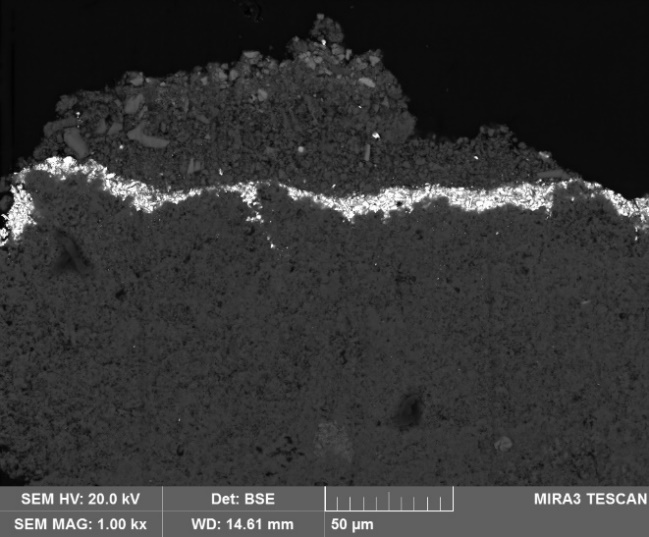 SEM HV: 20.0 kV Det: BSE MIRA3 TESCAN
SEM MAG: 1.00 kx WD: 14.61 mm 50 µm